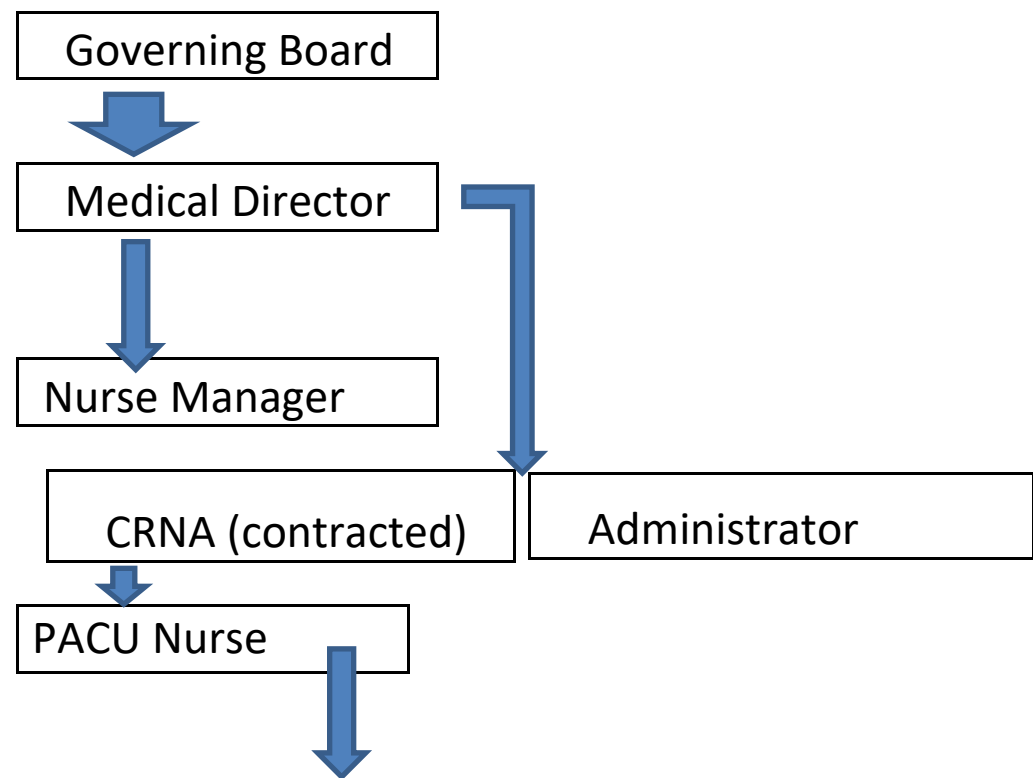 Governing Board
Medical Director
Nurse Manager
CRNA (contracted)
Administrator
PACU Nurse